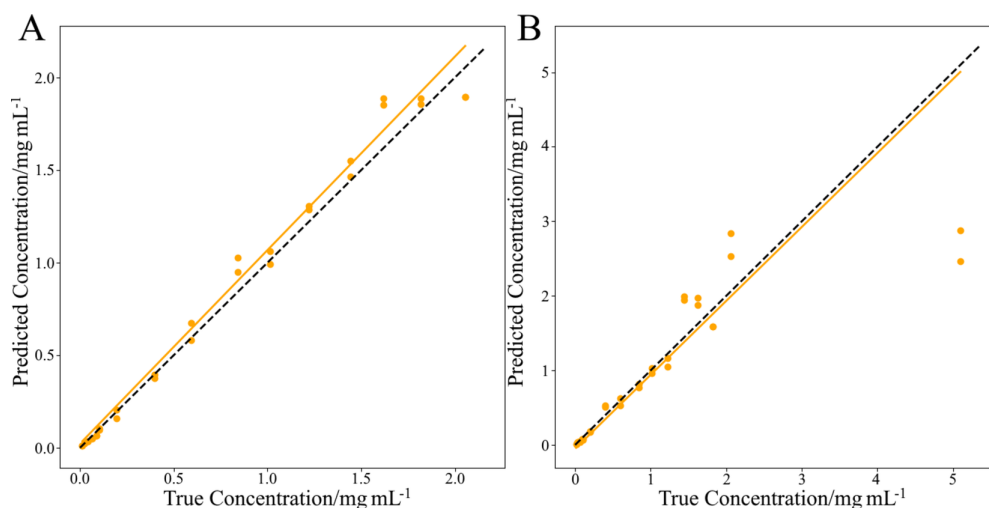 A
B
Predicted Concentration/mg mL⁻¹
2.0
1.5
1.0
0.5
0.0
0.0 0.5 1.0 1.5 2.0
True Concentration/mg mL⁻¹
Predicted Concentration/mg mL⁻¹
5
4
3
2
1
0
0 1 2 3 4 5
True Concentration/mg mL⁻¹